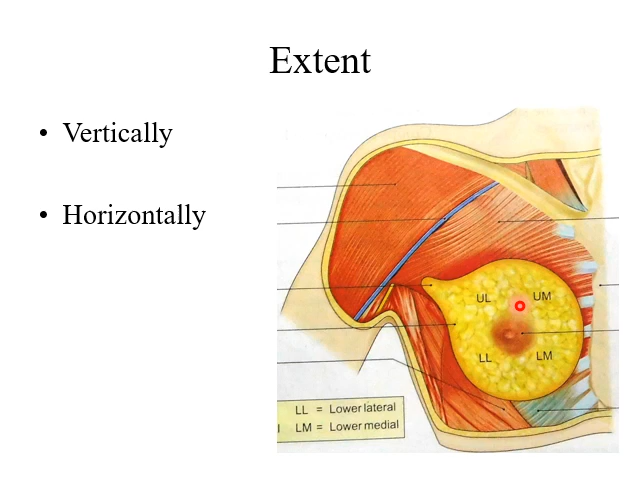 Extent
• Vertically
• Horizontally
UL UM
LL LM
LL = Lower lateral
LM = Lower medial